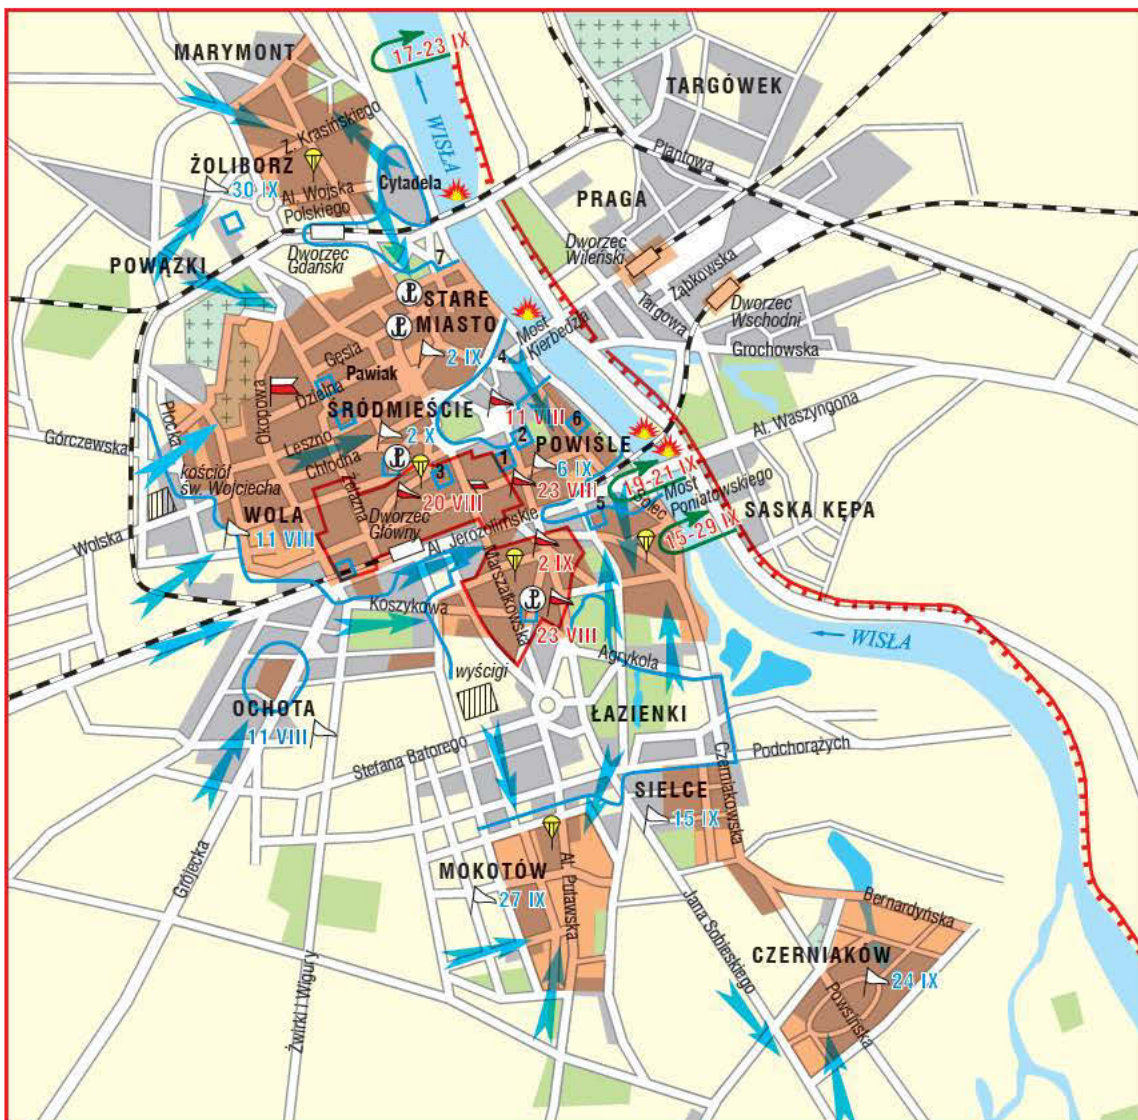 MARYMONT
17-23 IX
TARGÓWEK
Z. Krasińskiego
WISŁA
Plantowa
ŻOLIBORZ
30 IX
Al. Wojska
Polskiego
Cytadela
PRAGA
POWĄZKI
Dworzec
Gdański
7
Dworzec
Wileński
Ząbkowska
Targowa
Dworzec
Wschodni
STARE
MIASTO
2 IX
Most
Kierbedzia
4
Grochowska
Gęsia
Pawiak
Dzielna
Okopowa
ŚRÓDMIEŚCIE
2 X
11 VIII
6
2
POWIŚLE
Al. Waszyngona
Płocka
Górczewska
Leszno
Chłodna
kościół
św. Wojciecha
1
3
6 IX
23 VIII
20 VIII
Żelazna
19-21 IX
Most
Poniatowskiego
Solec
5
SASKA KĘPA
15-29 IX
WOLA
11 VIII
Wolska
Dworzec
Główny
Al. Jerozolimskie
2 IX
Marszałkowska
Koszykowa
23 VIII
WISŁA
Agrykola
wyścigi
OCHOTA
11 VIII
ŁAZIENKI
Stefana Batorego
Podchorążych
Czerniakowska
SIELCE
15 IX
Grójecka
MOKOTÓW
27 IX
Al. Puławska
Jana Sobieskiego
Bernardyńska
CZERNIAKÓW
24 IX
Powsińska
Żwirki i Wigury